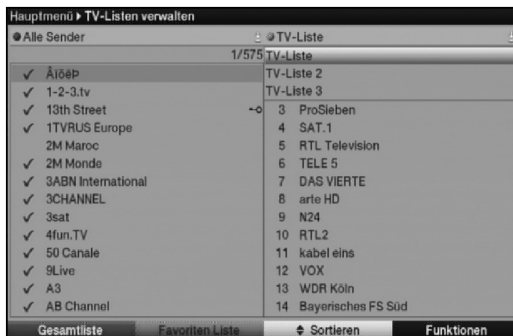 Hauptmenü ▸ TV-Listen verwalten
Alle Sender
1/575
✓ Âïõêþ
✓ 1-2-3.tv
✓ 13th Street
✓ 1TVRUS Europe
2M Maroc
✓ 2M Monde
✓ 3ABN International
✓ 3CHANNEL
✓ 3sat
✓ 4fun.TV
✓ 50 Canale
✓ 9Live
✓ A3
✓ AB Channel
TV-Liste
TV-Liste
TV-Liste 2
TV-Liste 3
3 ProSieben
4 SAT.1
5 RTL Television
6 TELE 5
7 DAS VIERTE
8 arte HD
9 N24
10 RTL2
11 kabel eins
12 VOX
13 WDR Köln
14 Bayerisches FS Süd
Gesamtliste Favoriten Liste Sortieren Funktionen